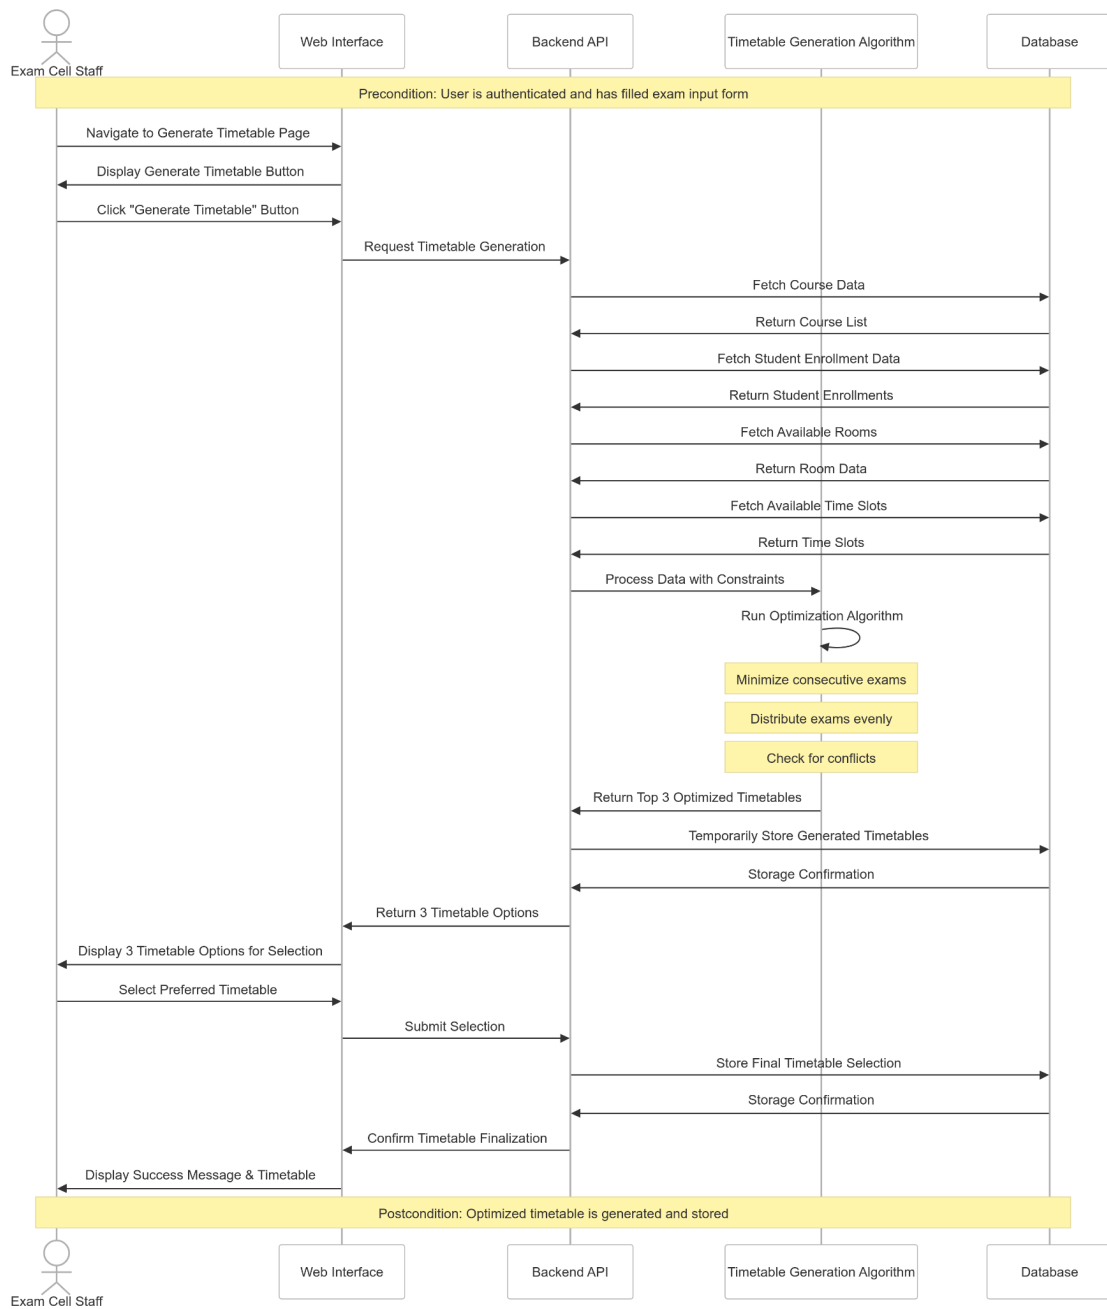 Exam Cell Staff
Web Interface
Backend API
Timetable Generation Algorithm
Database
Precondition: User is authenticated and has filled exam input form
Navigate to Generate Timetable Page
Display Generate Timetable Button
Click "Generate Timetable" Button
Request Timetable Generation
Fetch Course Data
Return Course List
Fetch Student Enrollment Data
Return Student Enrollments
Fetch Available Rooms
Return Room Data
Fetch Available Time Slots
Return Time Slots
Process Data with Constraints
Run Optimization Algorithm
Minimize consecutive exams
Distribute exams evenly
Check for conflicts
Return Top 3 Optimized Timetables
Temporarily Store Generated Timetables
Storage Confirmation
Return 3 Timetable Options
Display 3 Timetable Options for Selection
Select Preferred Timetable
Submit Selection
Store Final Timetable Selection
Storage Confirmation
Confirm Timetable Finalization
Display Success Message & Timetable
Postcondition: Optimized timetable is generated and stored
Exam Cell Staff
Web Interface
Backend API
Timetable Generation Algorithm
Database